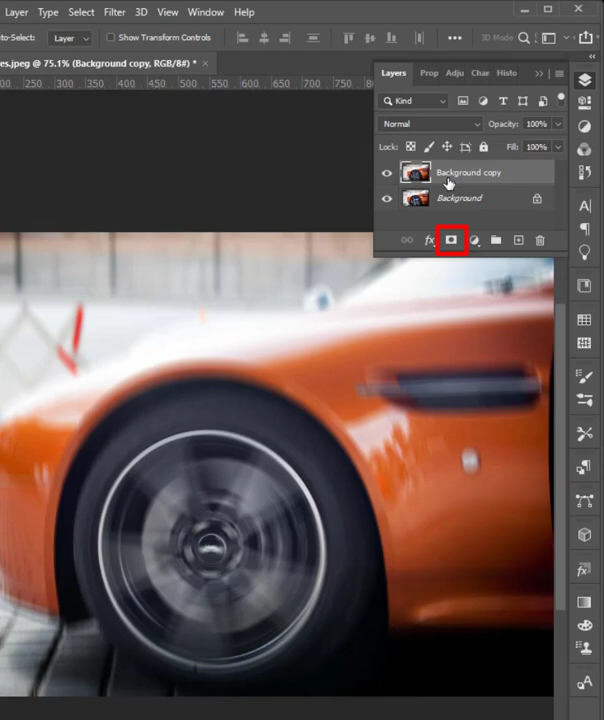 Layer Type Select Filter 3D View Window Help
to-Select: Layer Show Transform Controls 3D Mode
es.jpeg @ 75.1% (Background copy, RGB/8#) * ×
250 300 350 400 450 500 550 600 650 700 750
Layers Prop Adju Char Histo
Kind
Normal Opacity: 100%
Lock: Fill: 100%
Background copy
Background
fx